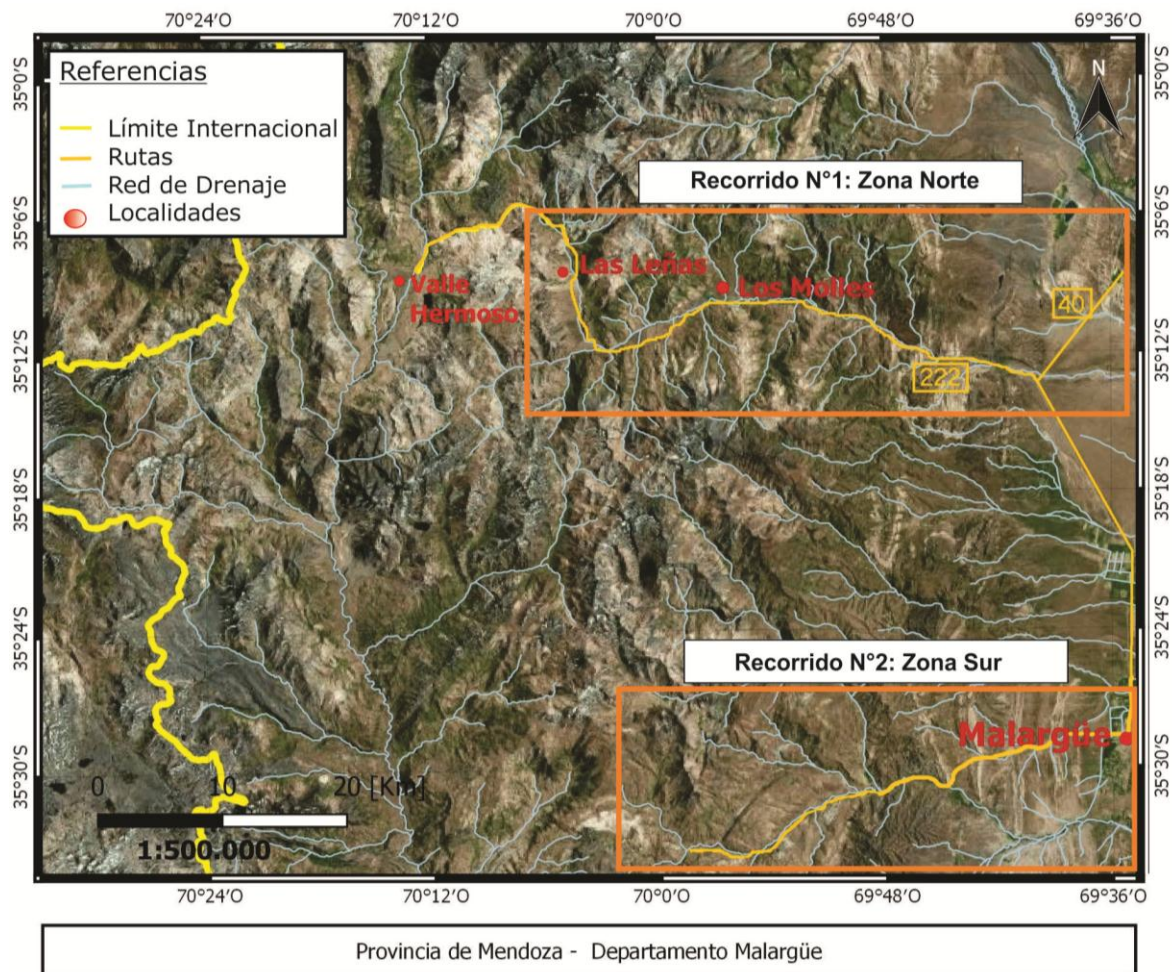 70°24'O
70°12'O
70°00'O
69°48'O
69°36'O
35°0'S
35°0'S
Referencias
Límite Internacional
Rutas
Red de Drenaje
Localidades
N
Recorrido N°1: Zona Norte
35°6'S
35°6'S
Las Leñas
Valle
Hermoso
Los Molles
40
222
35°12'S
35°12'S
35°18'S
35°18'S
35°24'S
35°24'S
Recorrido N°2: Zona Sur
Malargüe
35°30'S
35°30'S
0 10 20 [Km]
1:500.000
70°24'O
70°12'O
70°00'O
69°48'O
69°36'O
Provincia de Mendoza - Departamento Malargüe